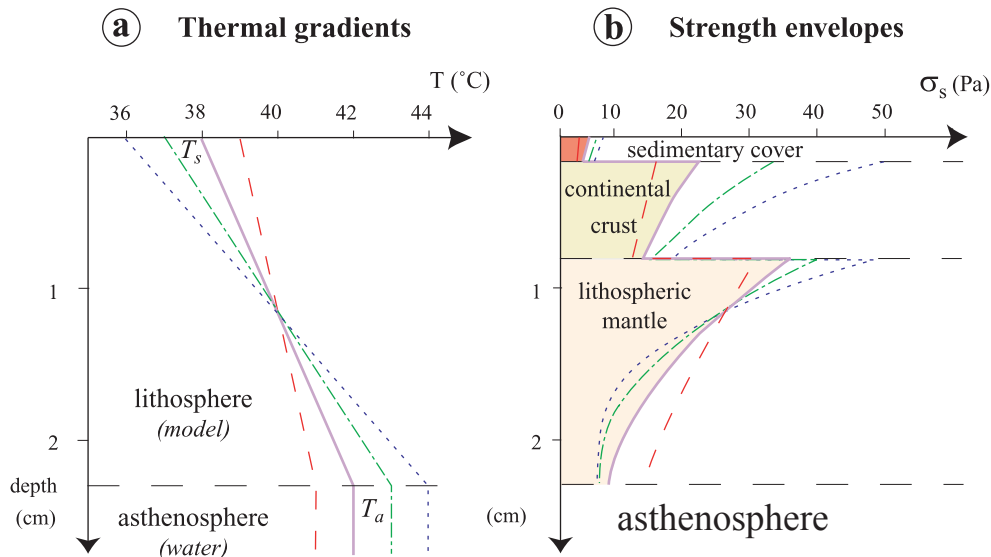 a Thermal gradients
T (˚C)
36 38 40 42 44
Ts
1
lithosphere
(model)
2
depth
(cm)
asthenosphere
(water)
Ta
b Strength envelopes
σs (Pa)
0 10 20 30 40 50
sedimentary cover
continental
crust
1
lithospheric
mantle
2
(cm)
asthenosphere